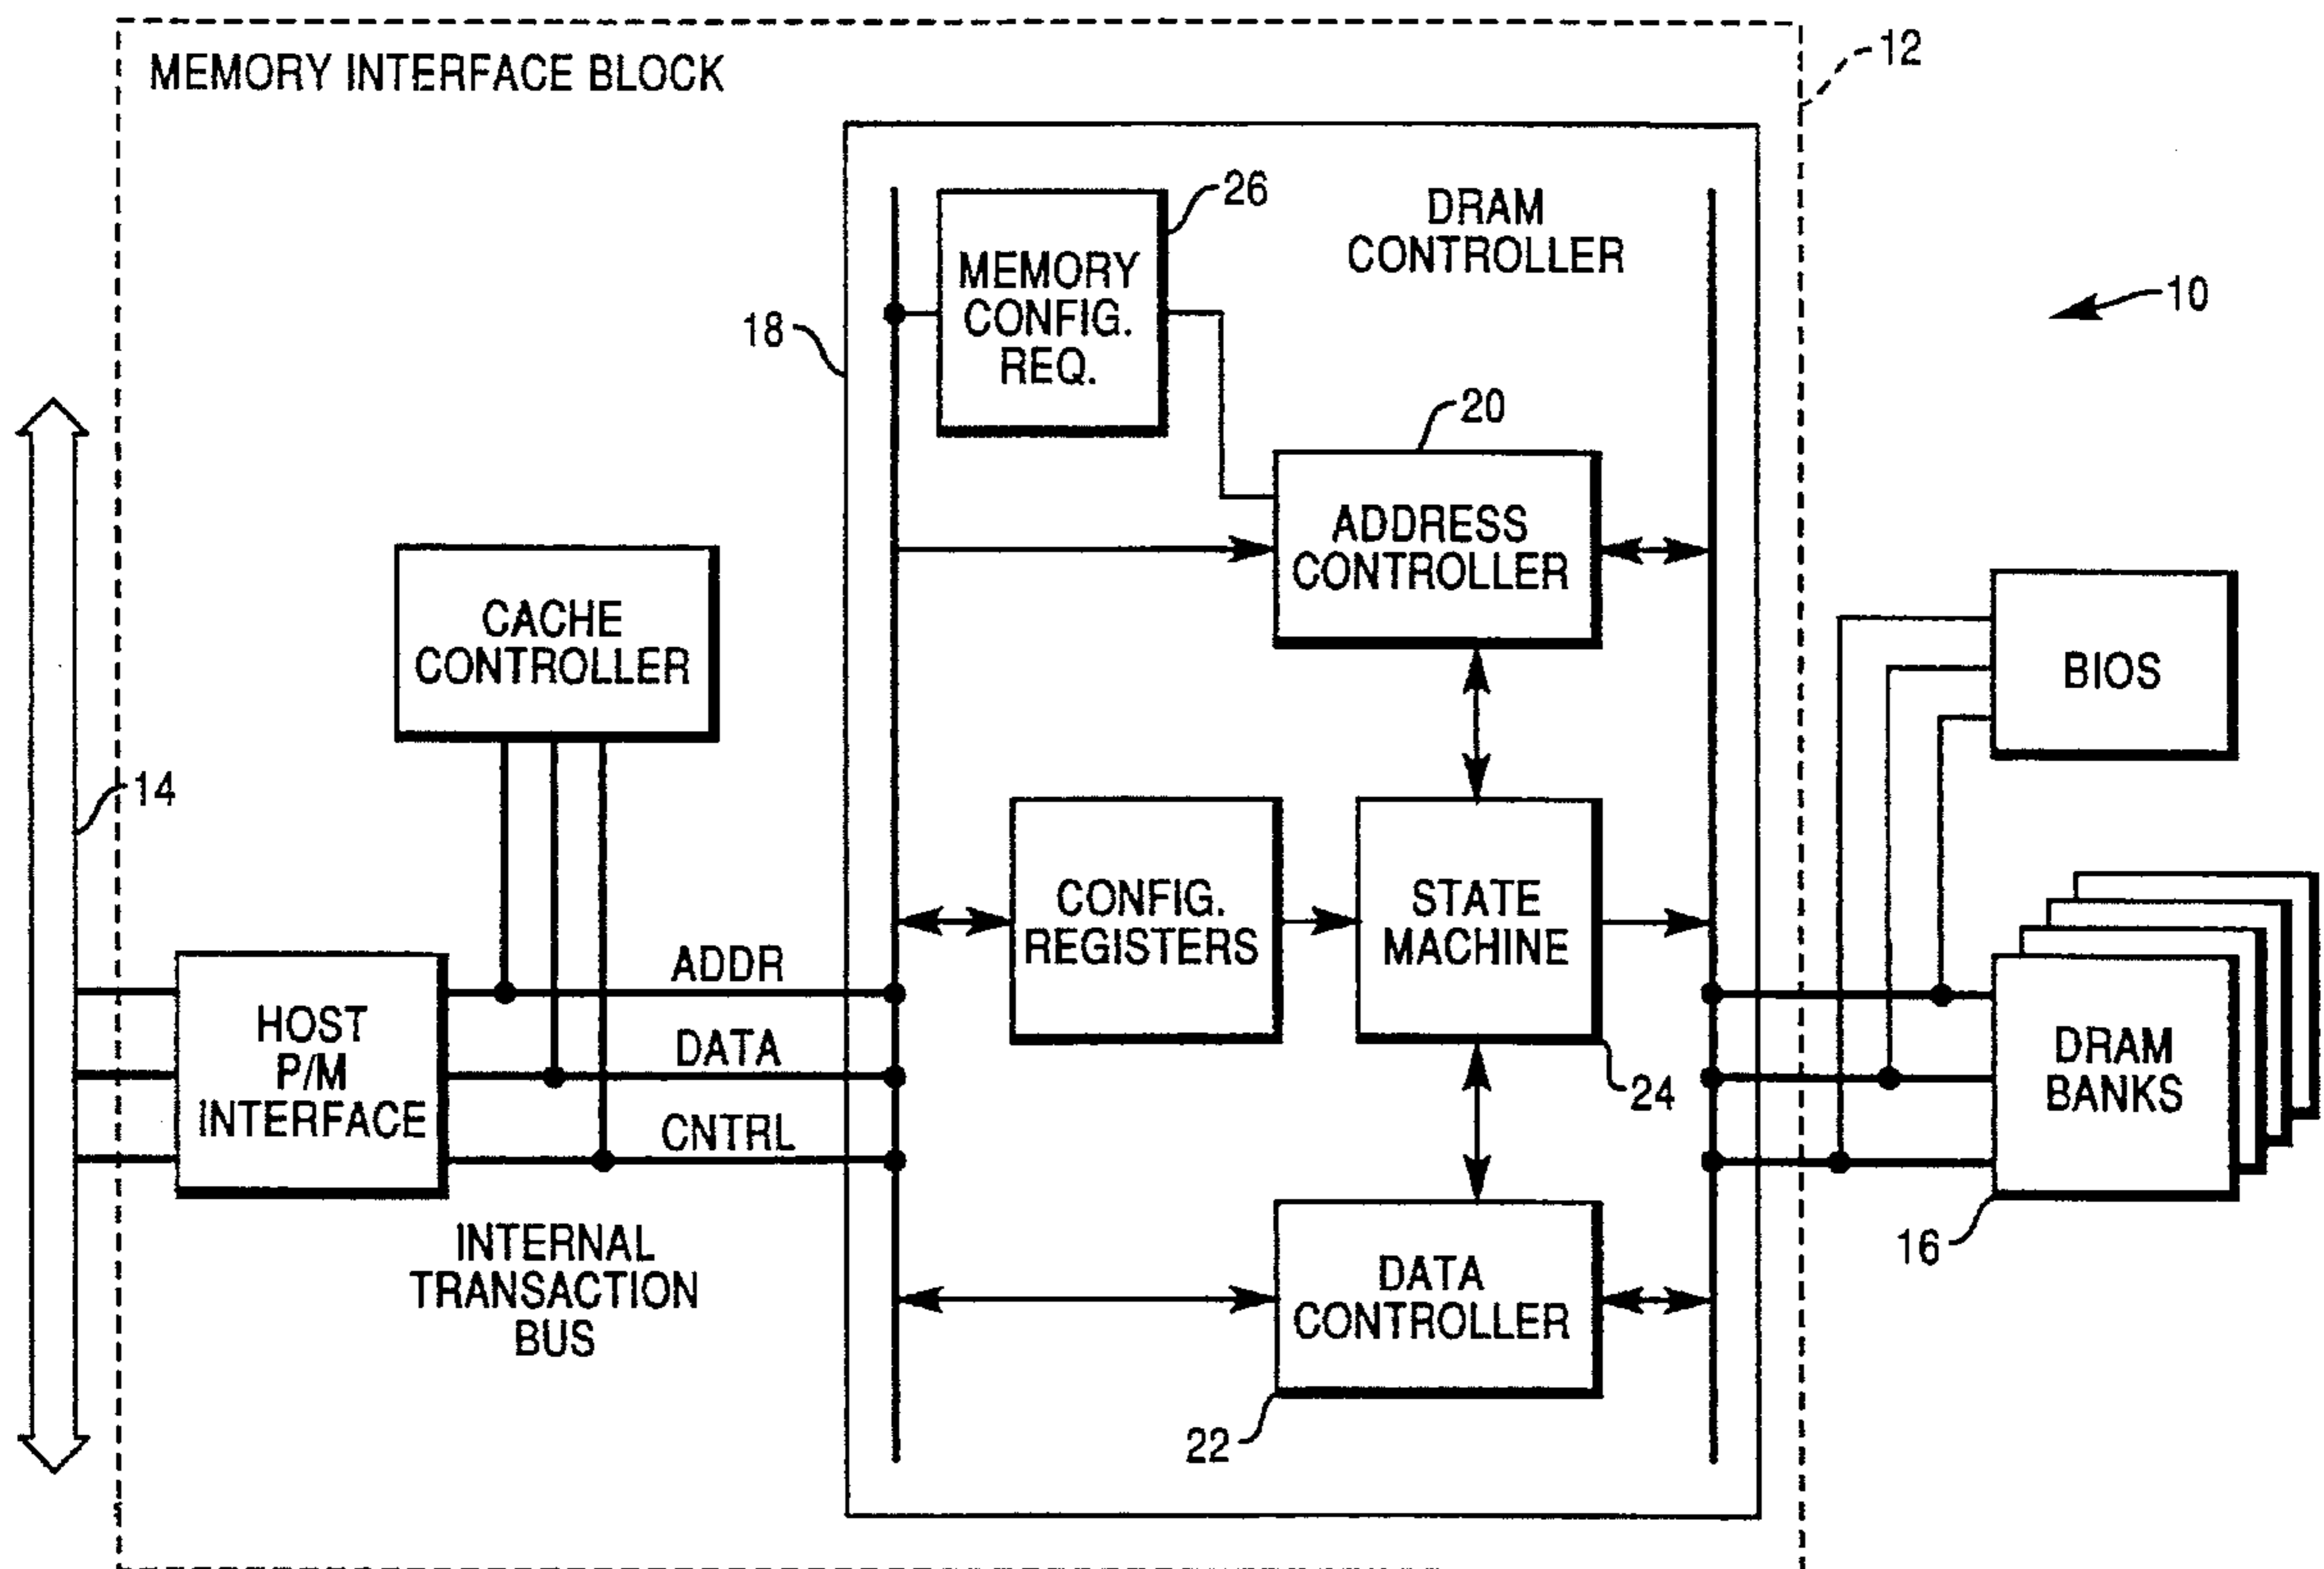 MEMORY INTERFACE BLOCK
12
26
DRAM
CONTROLLER
MEMORY
CONFIG.
REQ.
10
18
20
ADDRESS
CONTROLLER
CACHE
CONTROLLER
BIOS
14
CONFIG.
REGISTERS
STATE
MACHINE
ADDR
HOST
P/M
INTERFACE
DATA
DRAM
BANKS
24
CNTRL
16
INTERNAL
TRANSACTION
BUS
DATA
CONTROLLER
22